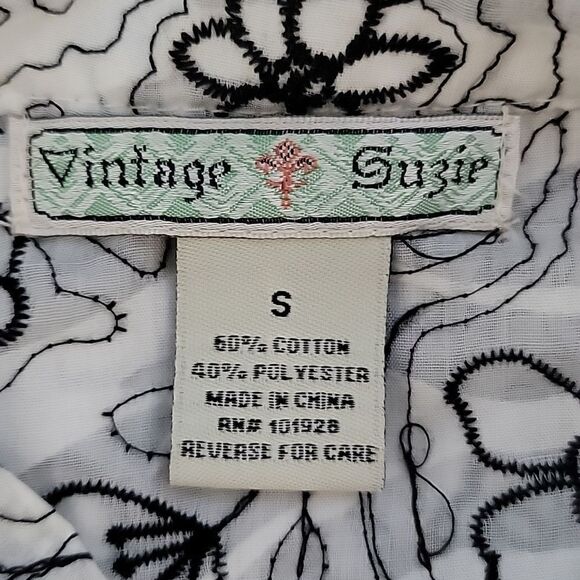 Vintage Suzie
S
60% COTTON
40% POLYESTER
MADE IN CHINA
RN# 101928
REVERSE FOR CARE